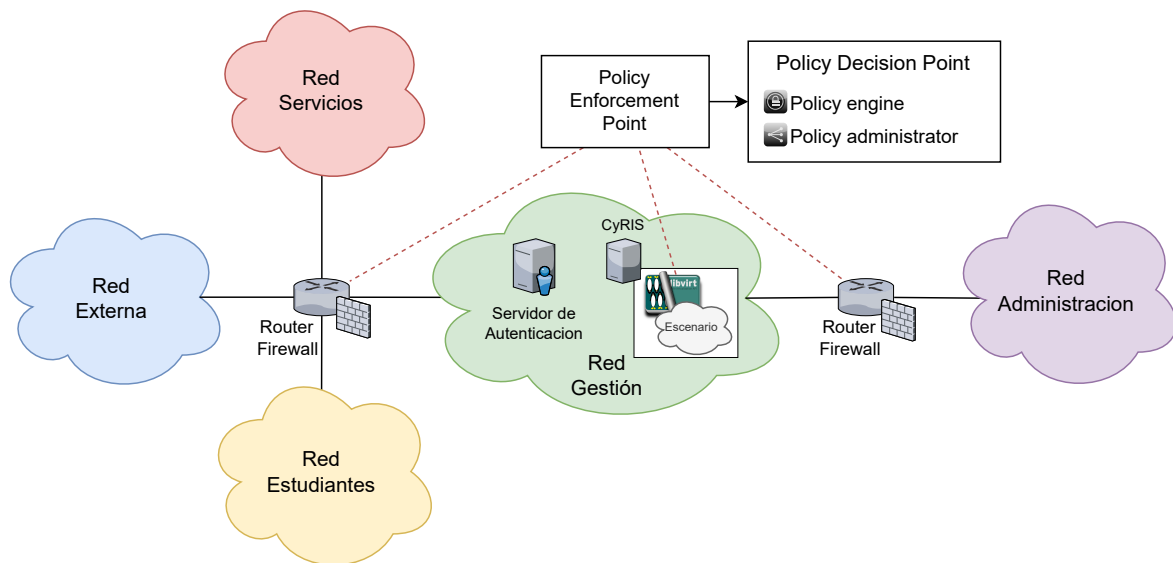 Red
Servicios
Policy
Enforcement
Point
Policy Decision Point
Policy engine
Policy administrator
Red
Externa
Router
Firewall
CyRIS
Servidor de
Autenticacion
libvirt
Escenario
Red
Gestión
Router
Firewall
Red
Administracion
Red
Estudiantes